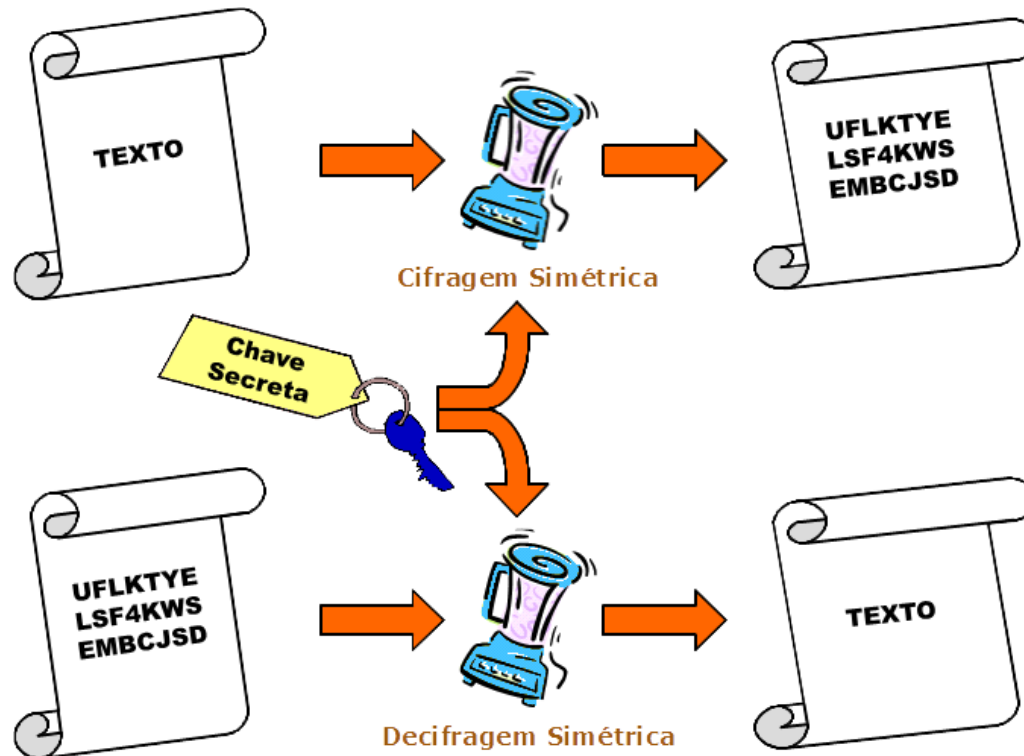 TEXTO
UFLKTYE
LSF4KWS
EMBCJSD
Cifragem Simétrica
Chave
Secreta
UFLKTYE
LSF4KWS
EMBCJSD
TEXTO
Decifragem Simétrica